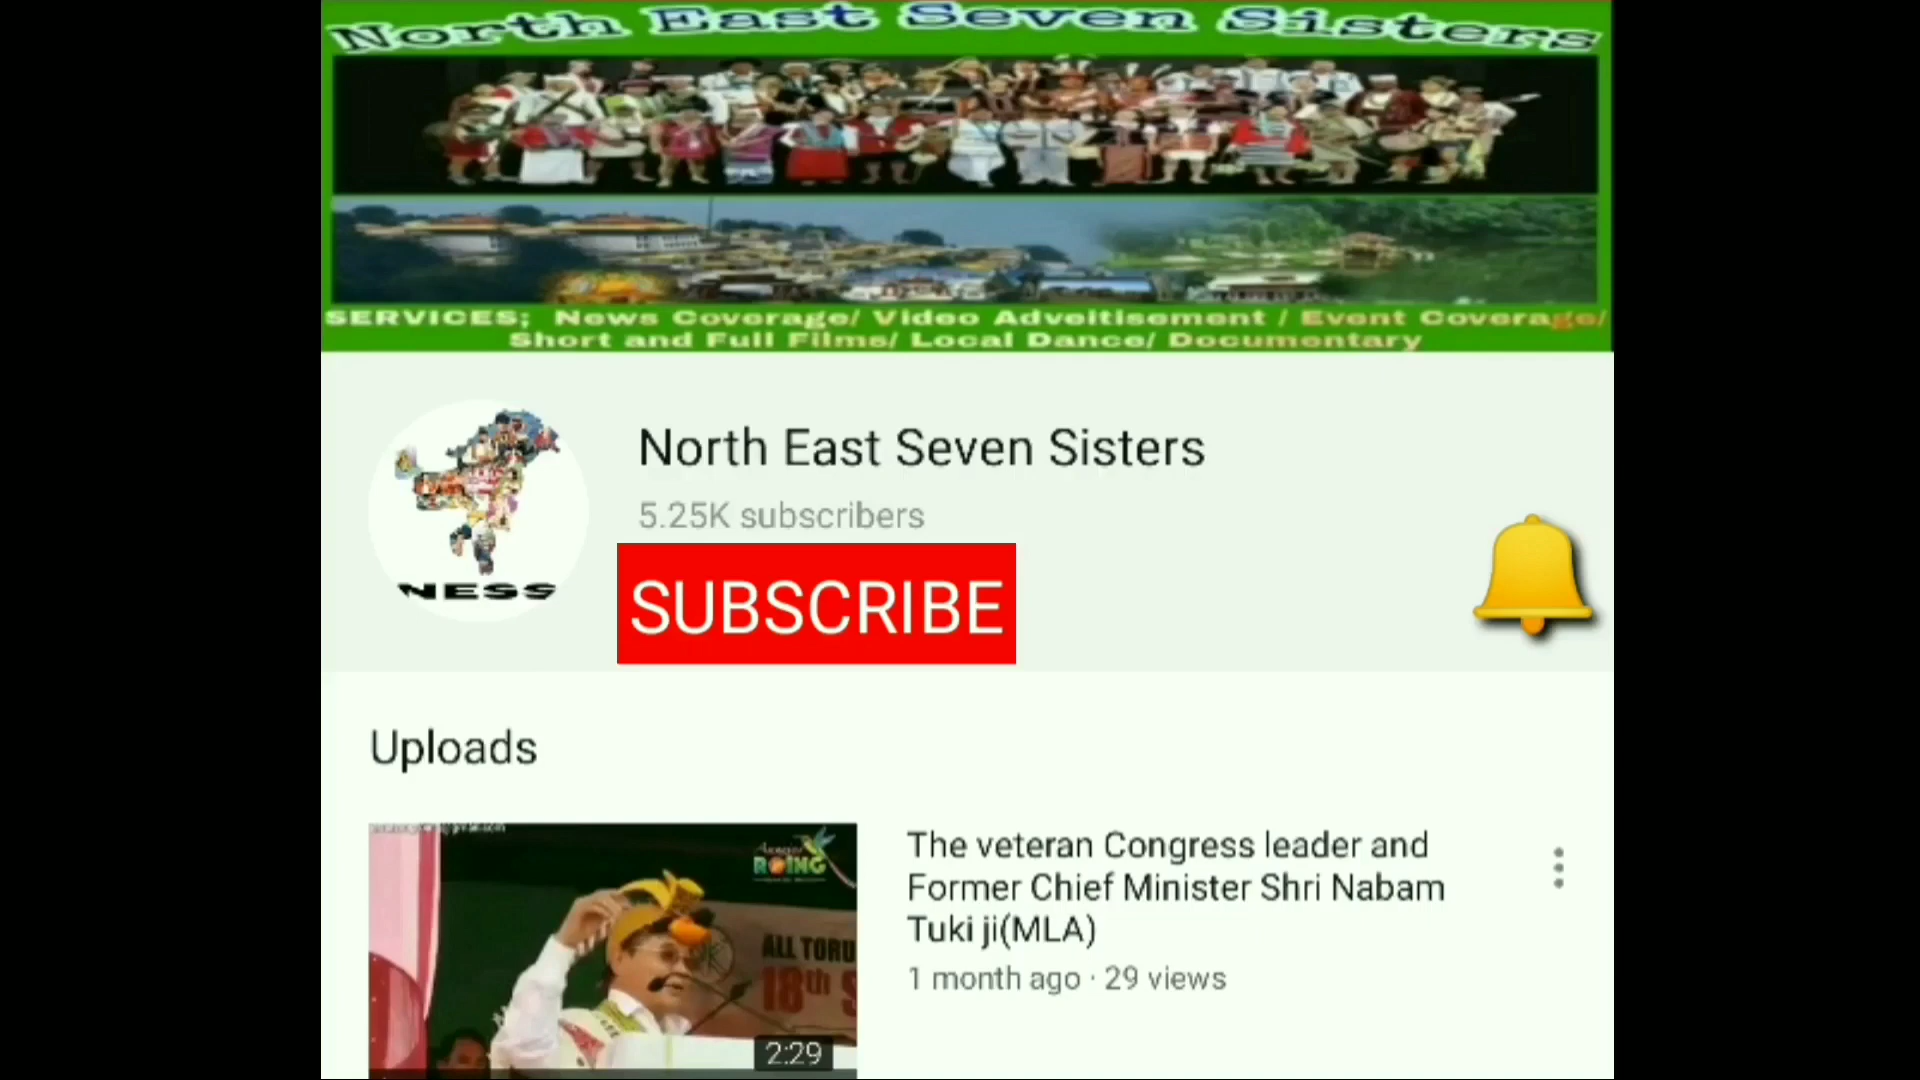 North East Seven Sisters
SERVICES; News Coverage/ Video Adveitisement / Event Coverage/
Short and Full Films/ Local Dance/ Documentary
North East Seven Sisters
5.25K subscribers
NESS
SUBSCRIBE
Uploads
The veteran Congress leader and
Former Chief Minister Shri Nabam
Tuki ji(MLA)
1 month ago · 29 views
ROING
ALL TORU
18th S
2:29